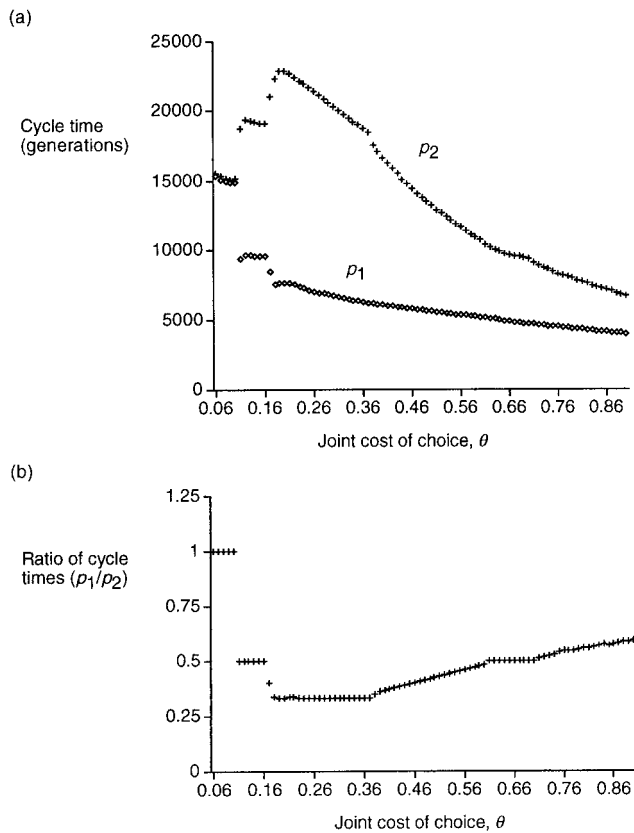 (a)
25000
20000
Cycle time
(generations)
15000
10000
5000
0
p2
p1
0.06 0.16 0.26 0.36 0.46 0.56 0.66 0.76 0.86
Joint cost of choice, θ
(b)
1.25
1
Ratio of cycle
times (p1/p2)
0.75
0.5
0.25
0
0.06 0.16 0.26 0.36 0.46 0.56 0.66 0.76 0.86
Joint cost of choice, θ